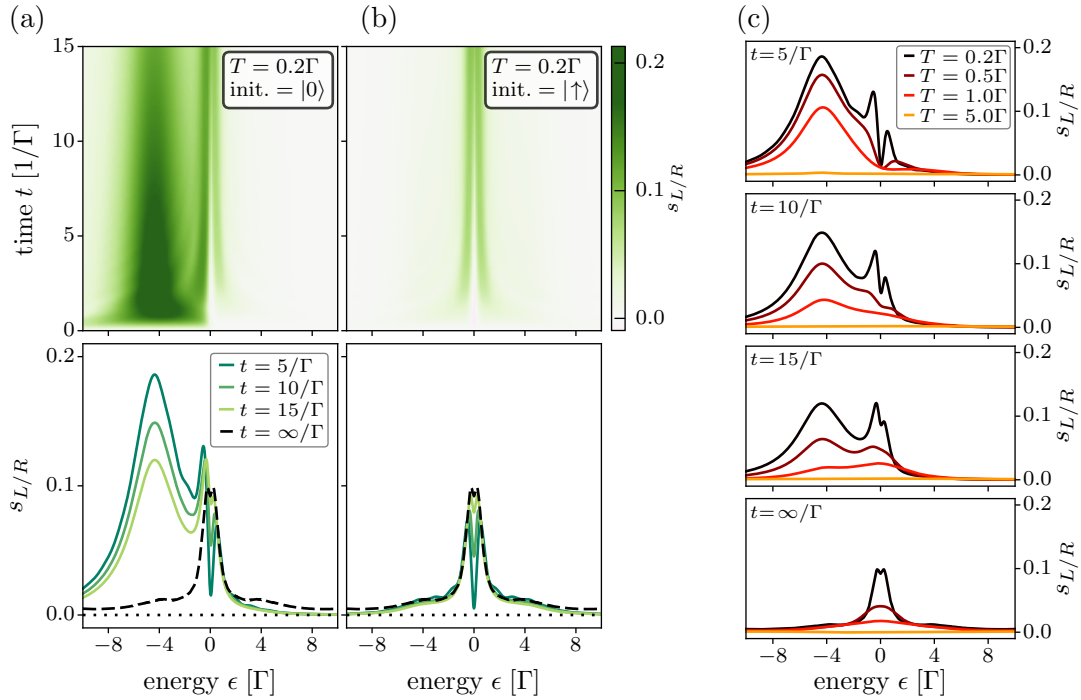 (a)
(b)
(c)
15
10
5
0
time t [1/Γ]
T = 0.2Γ
init. = |0⟩
T = 0.2Γ
init. = |↑⟩
0.2
0.1
0.0
s_{L/R}
0.2
0.1
0.0
s_{L/R}
t = 5/Γ
t = 10/Γ
t = 15/Γ
t = ∞/Γ
−8 −4 0 4 8
−8 −4 0 4 8
energy ϵ [Γ]
energy ϵ [Γ]
t=5/Γ
T = 0.2Γ
T = 0.5Γ
T = 1.0Γ
T = 5.0Γ
0.2
0.1
0.0
s_{L/R}
t=10/Γ
0.2
0.1
0.0
s_{L/R}
t=15/Γ
0.2
0.1
0.0
s_{L/R}
t=∞/Γ
0.2
0.1
0.0
s_{L/R}
−8 −4 0 4 8
energy ϵ [Γ]